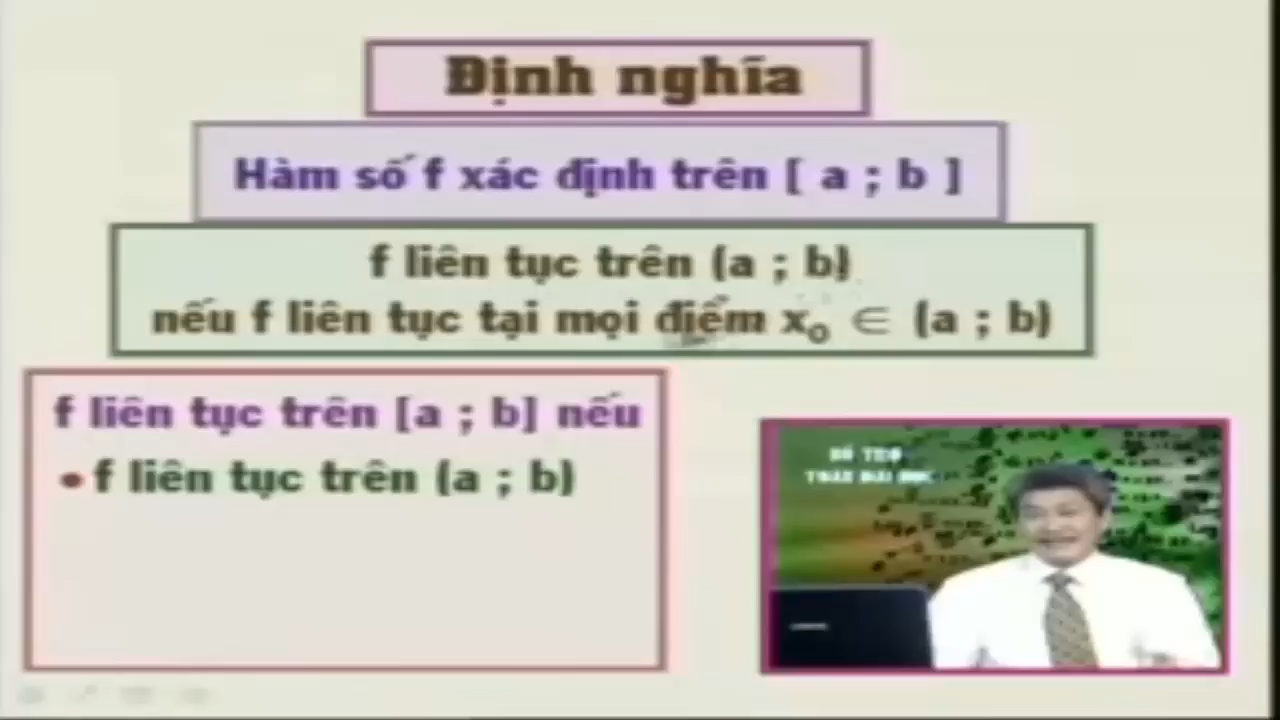 Định nghĩa
Hàm số f xác định trên [ a ; b ]
f liên tục trên (a ; b)
nếu f liên tục tại mọi điểm x₀ ∈ (a ; b)
f liên tục trên [a ; b] nếu
• f liên tục trên (a ; b)